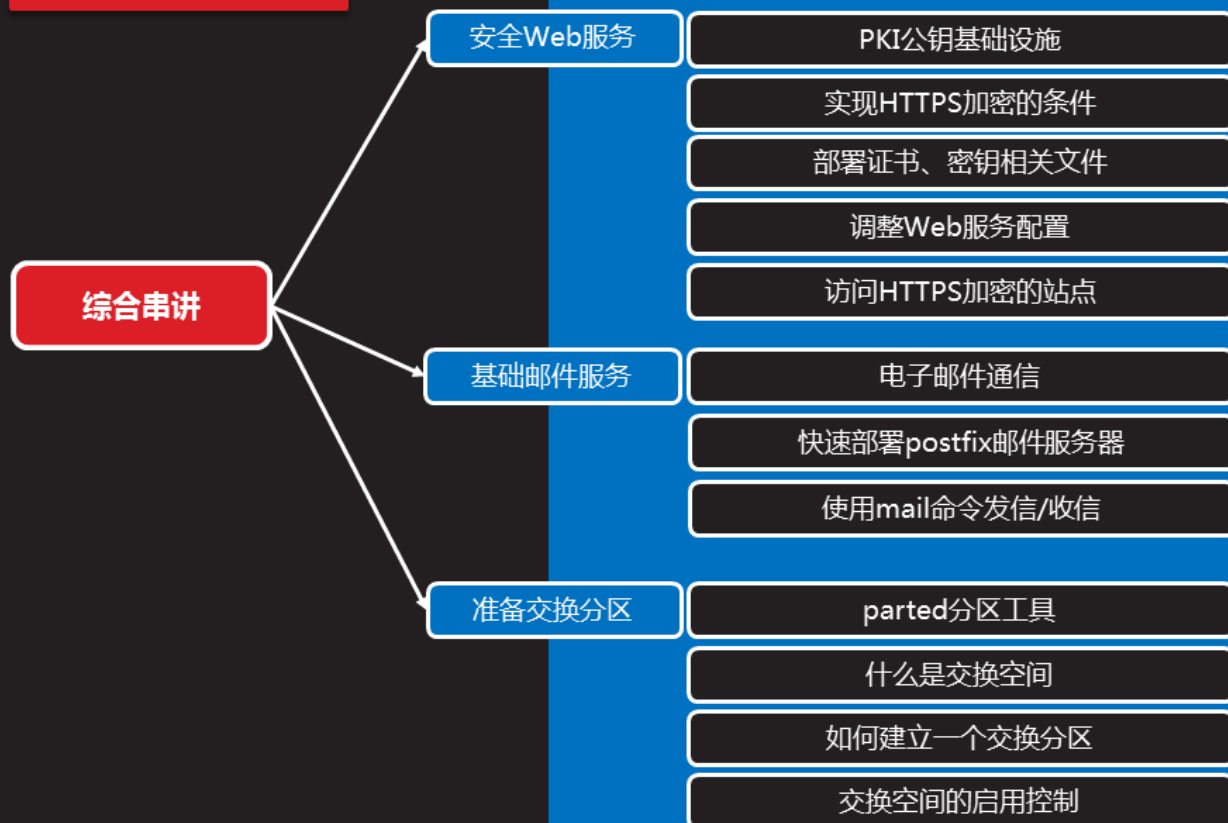 安全Web服务
PKI公钥基础设施
实现HTTPS加密的条件
部署证书、密钥相关文件
调整Web服务配置
访问HTTPS加密的站点
综合串讲
基础邮件服务
电子邮件通信
快速部署postfix邮件服务器
使用mail命令发信/收信
准备交换分区
parted分区工具
什么是交换空间
如何建立一个交换分区
交换空间的启用控制